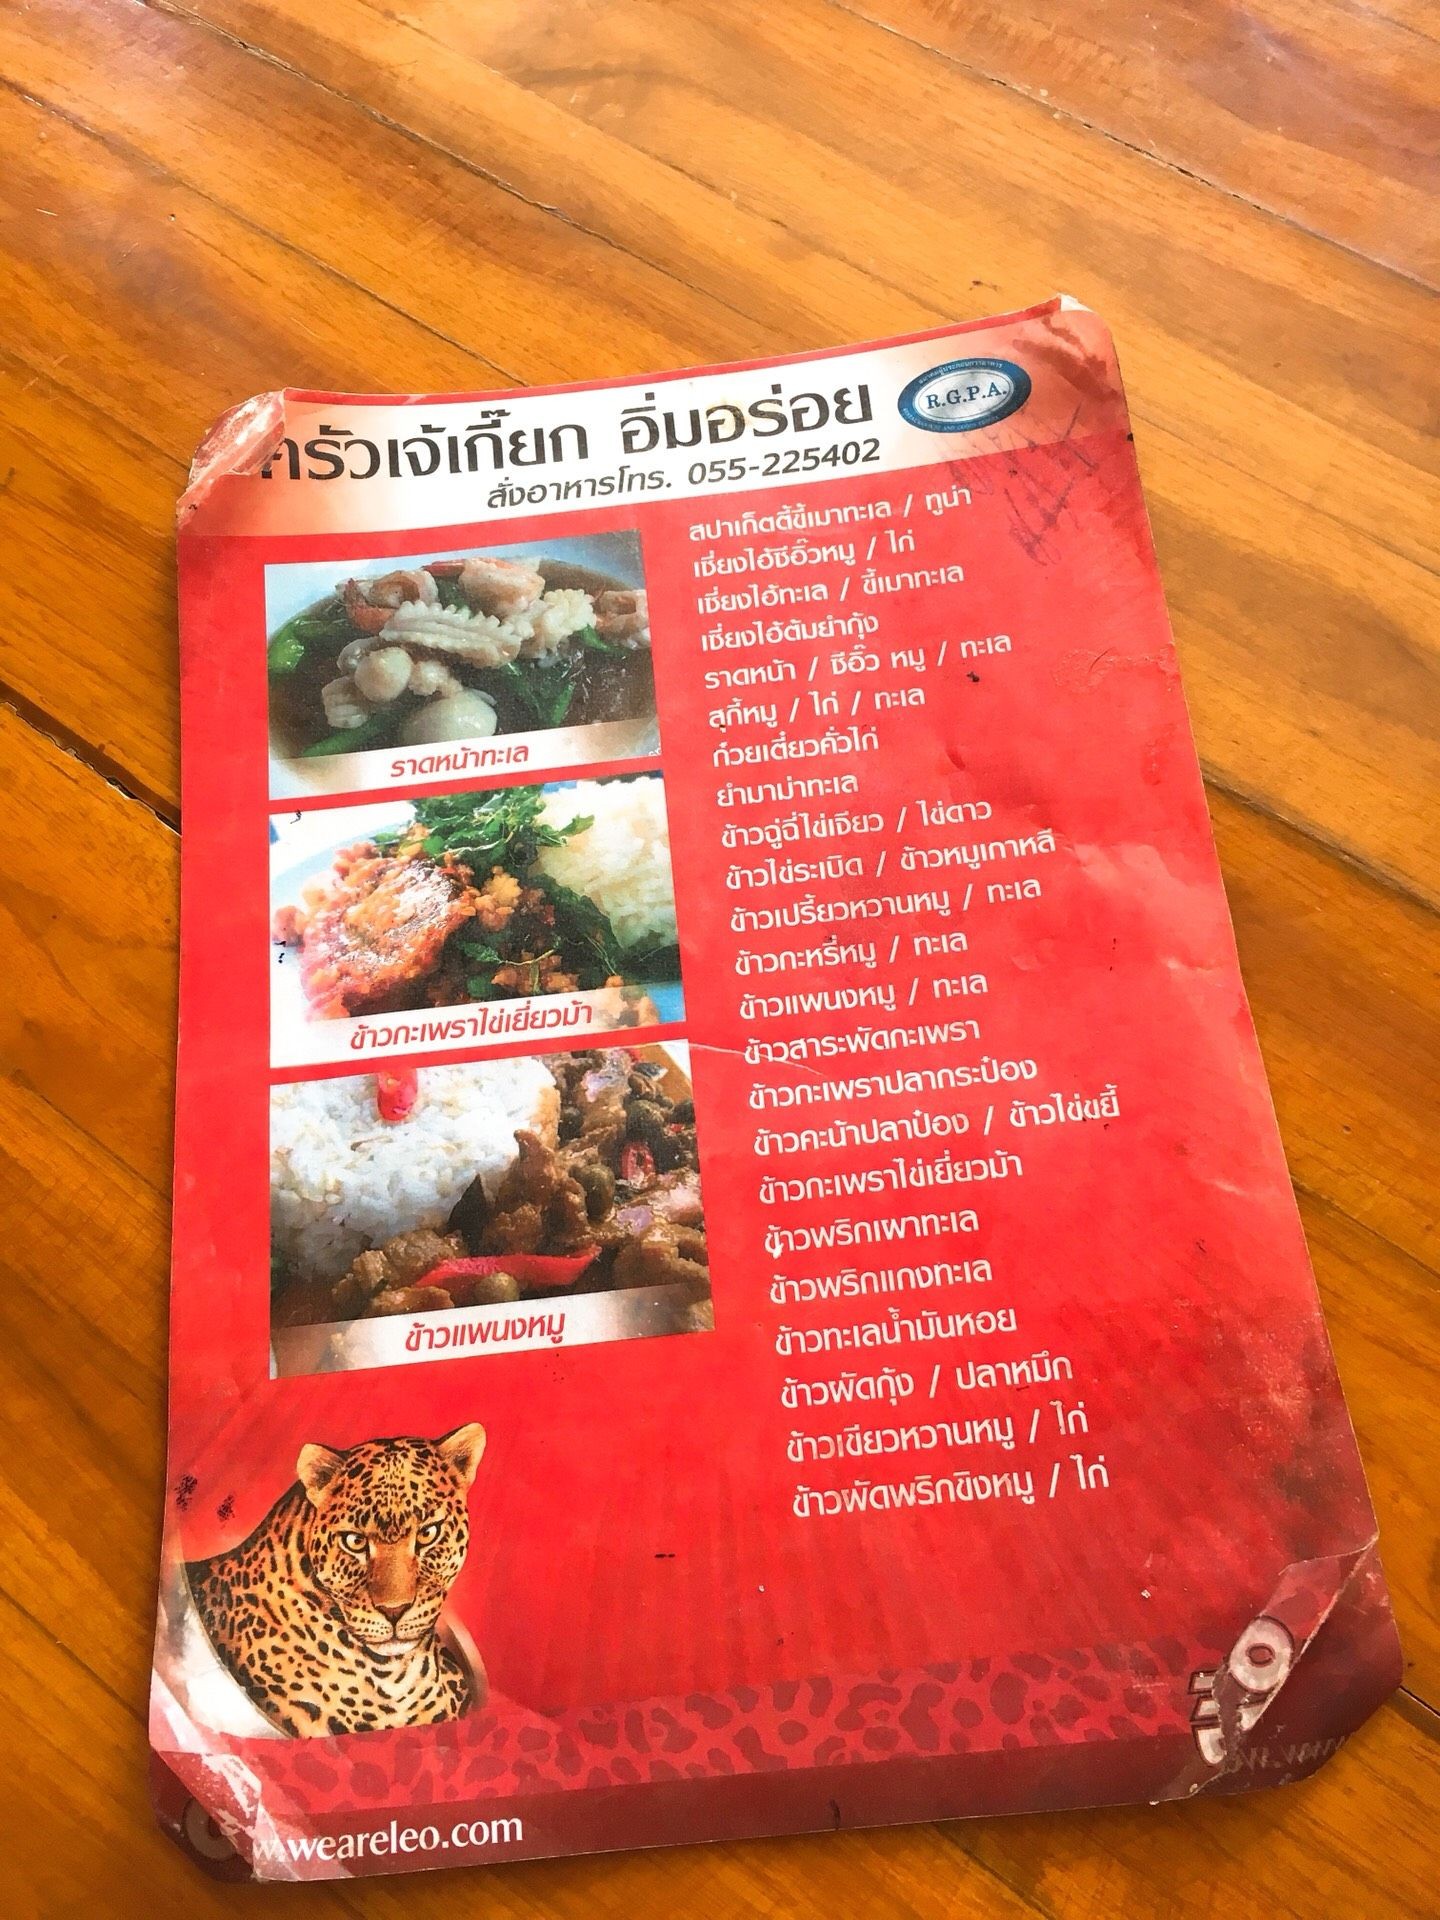 ครัวเจ้เกี๊ยก อิ่มอร่อย
สั่งอาหารโทร. 055-225402
R.G.P.A.
ราดหน้าทะเล
ข้าวกะเพราไข่เยี่ยวม้า
ข้าวแพนงหมู
สปาเก็ตตี้ขี้เมาทะเล / ทูน่า
เซี่ยงไฮ้ซีอิ๊วหมู / ไก่
เซี่ยงไฮ้ทะเล / ขี้เมาทะเล
เซี่ยงไฮ้ต้มยำกุ้ง
ราดหน้า / ซีอิ๊ว หมู / ทะเล
สุกี้หมู / ไก่ / ทะเล
ก๋วยเตี๋ยวคั่วไก่
ยำมาม่าทะเล
ข้าวฉู่ฉี่ไข่เจียว / ไข่ดาว
ข้าวไข่ระเบิด / ข้าวหมูเกาหลี
ข้าวเปรี้ยวหวานหมู / ทะเล
ข้าวกะหรี่หมู / ทะเล
ข้าวแพนงหมู / ทะเล
ข้าวสาระพัดกะเพรา
ข้าวกะเพราปลากระป๋อง
ข้าวคะน้าปลาป๋อง / ข้าวไข่ขยี้
ข้าวกะเพราไข่เยี่ยวม้า
ข้าวพริกเผาทะเล
ข้าวพริกแกงทะเล
ข้าวทะเลน้ำมันหอย
ข้าวผัดกุ้ง / ปลาหมึก
ข้าวเขียวหวานหมู / ไก่
ข้าวผัดพริกขิงหมู / ไก่
www.weareleo.com